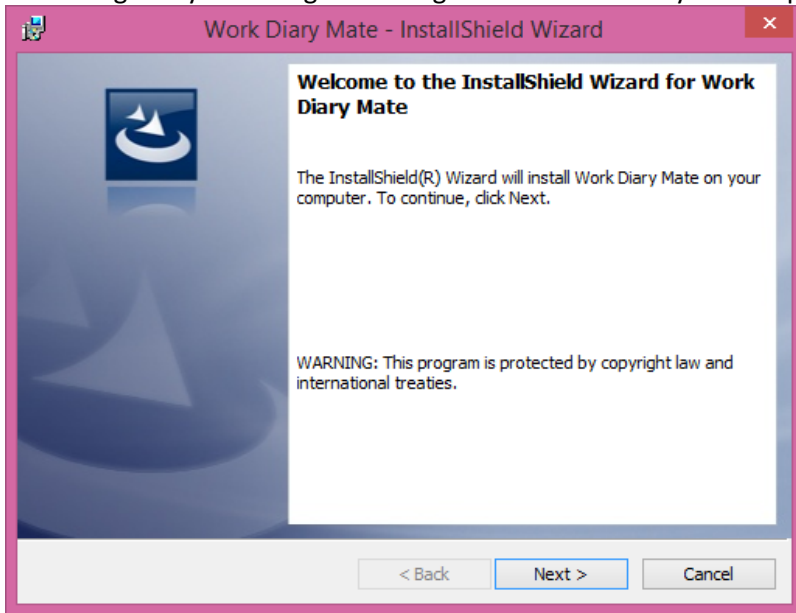 Work Diary Mate - InstallShield Wizard
Welcome to the InstallShield Wizard for Work
Diary Mate
The InstallShield(R) Wizard will install Work Diary Mate on your
computer. To continue, click Next.
WARNING: This program is protected by copyright law and
international treaties.
< Back
Next >
Cancel